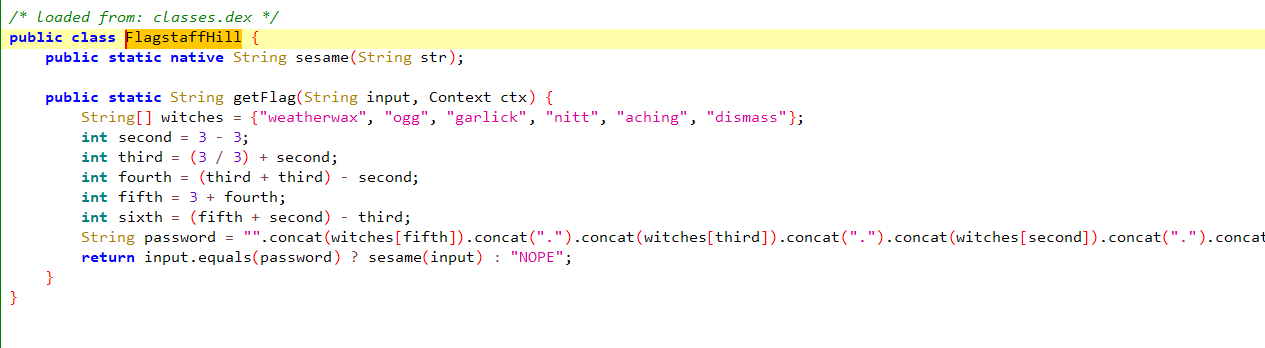 /* loaded from: classes.dex */
public class FlagstaffHill {
    public static native String sesame(String str);

    public static String getFlag(String input, Context ctx) {
        String[] witches = {"weatherwax", "ogg", "garlick", "nitt", "aching", "dismass"};
        int second = 3 - 3;
        int third = (3 / 3) + second;
        int fourth = (third + third) - second;
        int fifth = 3 + fourth;
        int sixth = (fifth + second) - third;
        String password = "".concat(witches[fifth]).concat(".").concat(witches[third]).concat(".").concat(witches[second]).concat(".").concat
        return input.equals(password) ? sesame(input) : "NOPE";
    }
}